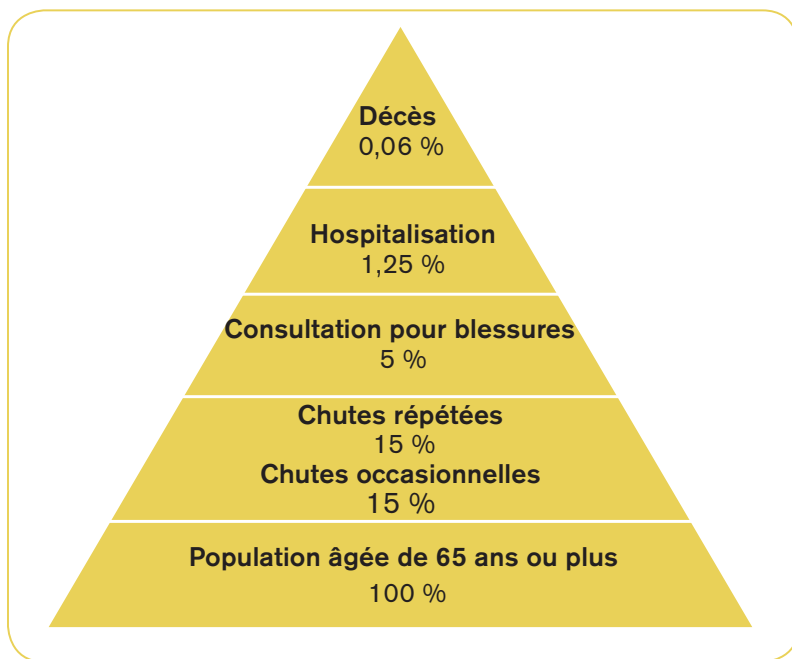 Décès
0,06 %
Hospitalisation
1,25 %
Consultation pour blessures
5 %
Chutes répétées
15 %
Chutes occasionnelles
15 %
Population âgée de 65 ans ou plus
100 %